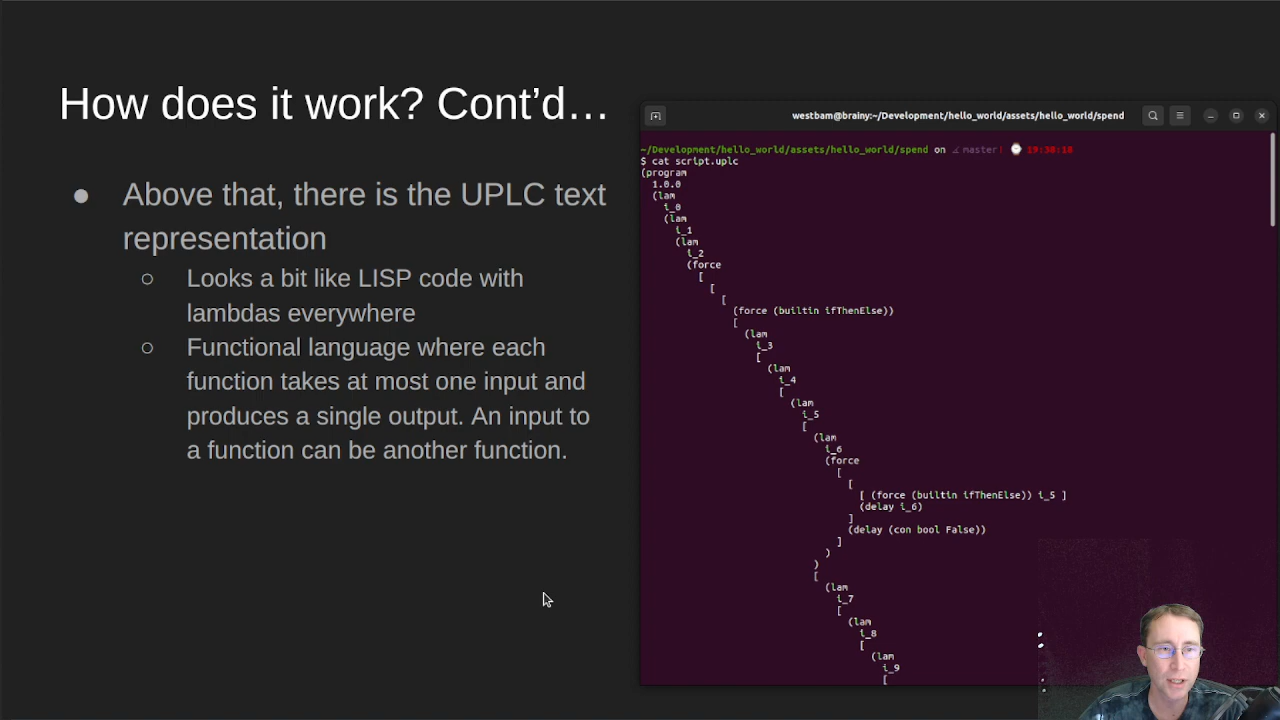 How does it work? Cont’d…
● Above that, there is the UPLC text
representation
○ Looks a bit like LISP code with
lambdas everywhere
○ Functional language where each
function takes at most one input and
produces a single output. An input to
a function can be another function.
westbam@brainy:~/Development/hello_world/assets/hello_world/spend
~/Development/hello_world/assets/hello_world/spend on master! 19:38:18
$ cat script.uplc
(program
1.0.0
(lam
i_0
(lam
i_1
(lam
i_2
(force
[
[
[
(force (builtin ifThenElse))
[
(lam
i_3
[
(lam
i_4
[
(lam
i_5
[
(lam
i_6
(force
[
[
[ (force (builtin ifThenElse)) i_5 ]
(delay i_6)
]
(delay (con bool False))
]
)
)
[
(lam
i_7
[
(lam
i_8
[
(lam
i_9
[